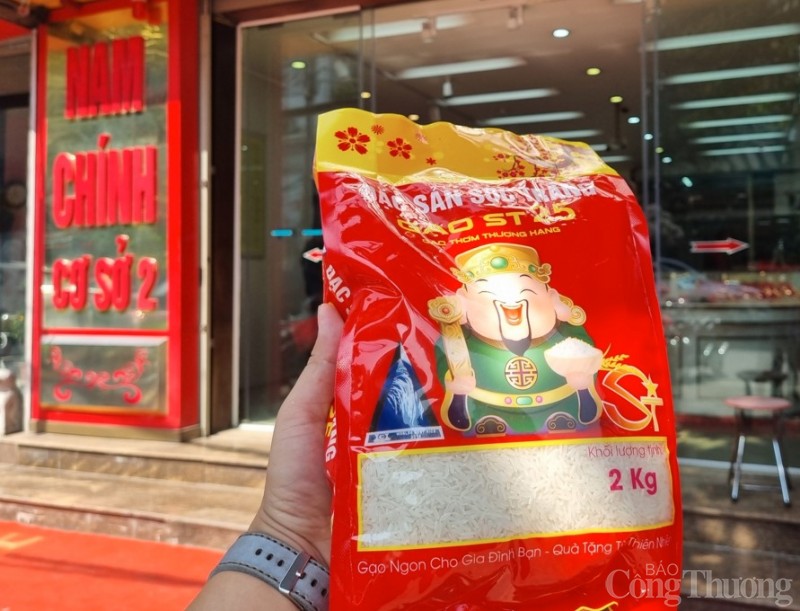 NAM
CHÍNH
CƠ SỞ 2
ĐẶC SẢN SÓC TRĂNG
GẠO ST 25
GẠO THƠM THƯỢNG HẠNG
ĐẶC
Khối lượng tịnh
2 Kg
Gạo Ngon Cho Gia Đình Bạn - Quà Tặng Từ Thiên Nhiên
BÁO
Công Thương